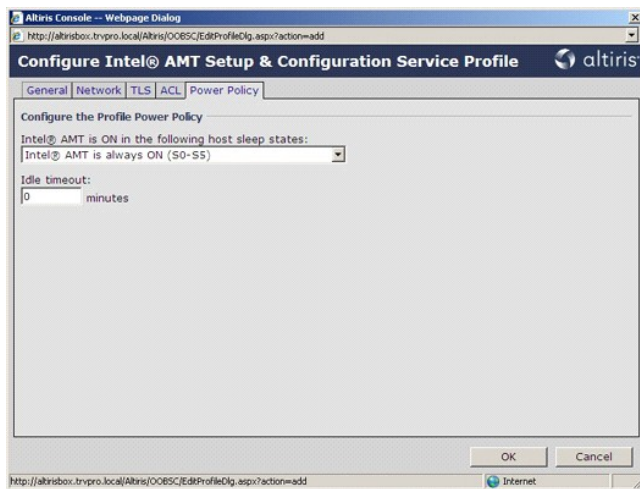 Altiris Console -- Webpage Dialog
http://altirisbox.trvpro.local/Altiris/OOBSC/EditProfileDlg.aspx?action=add
Configure Intel® AMT Setup & Configuration Service Profile altiris
General Network TLS ACL Power Policy
Configure the Profile Power Policy
Intel® AMT is ON in the following host sleep states:
Intel® AMT is always ON (S0-S5)
Idle timeout:
0 minutes
OK Cancel
http://altirisbox.trvpro.local/Altiris/OOBSC/EditProfileDlg.aspx?action=add Internet